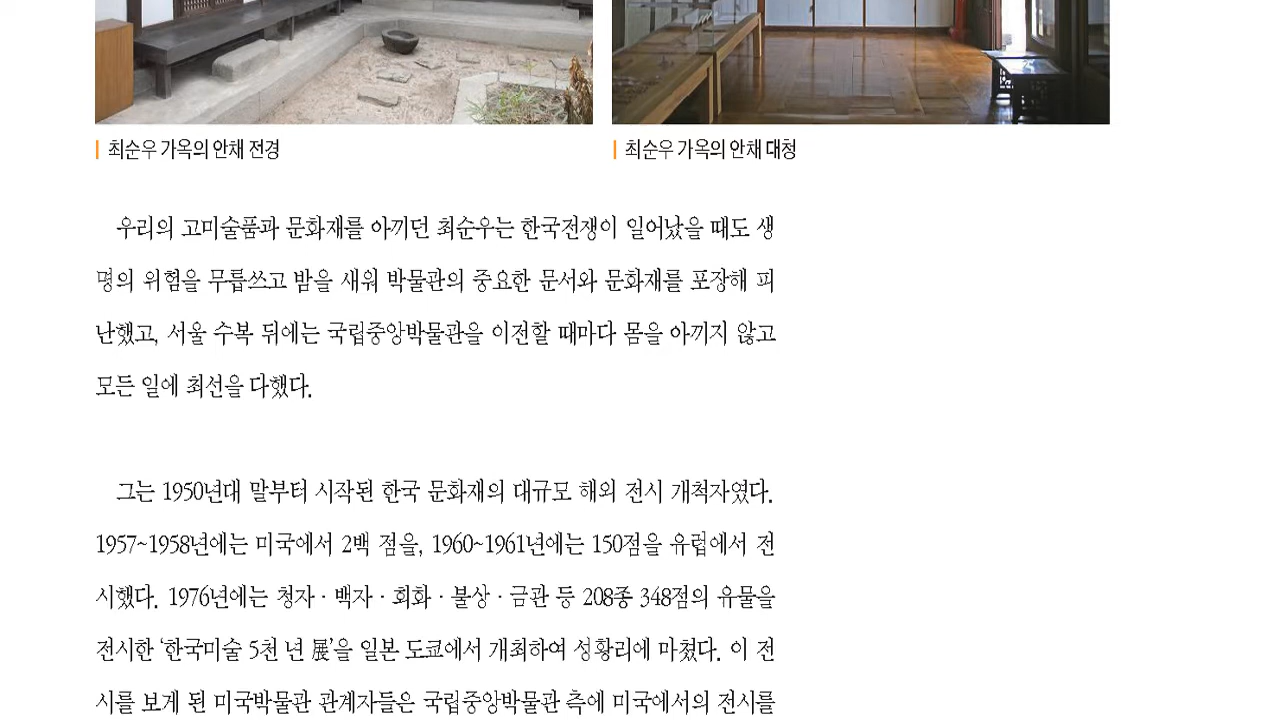 최순우 가옥의 안채 전경
최순우 가옥의 안채 대청
우리의 고미술품과 문화재를 아끼던 최순우는 한국전쟁이 일어났을 때도 생
명의 위험을 무릅쓰고 밤을 새워 박물관의 중요한 문서와 문화재를 포장해 피
난했고, 서울 수복 뒤에는 국립중앙박물관을 이전할 때마다 몸을 아끼지 않고
모든 일에 최선을 다했다.
그는 1950년대 말부터 시작된 한국 문화재의 대규모 해외 전시 개척자였다.
1957~1958년에는 미국에서 2백 점을, 1960~1961년에는 150점을 유럽에서 전
시했다. 1976년에는 청자 · 백자 · 회화 · 불상 · 금관 등 208종 348점의 유물을
전시한 ‘한국미술 5천 년 展’을 일본 도쿄에서 개최하여 성황리에 마쳤다. 이 전
시를 보게 된 미국박물관 관계자들은 국립중앙박물관 측에 미국에서의 전시를